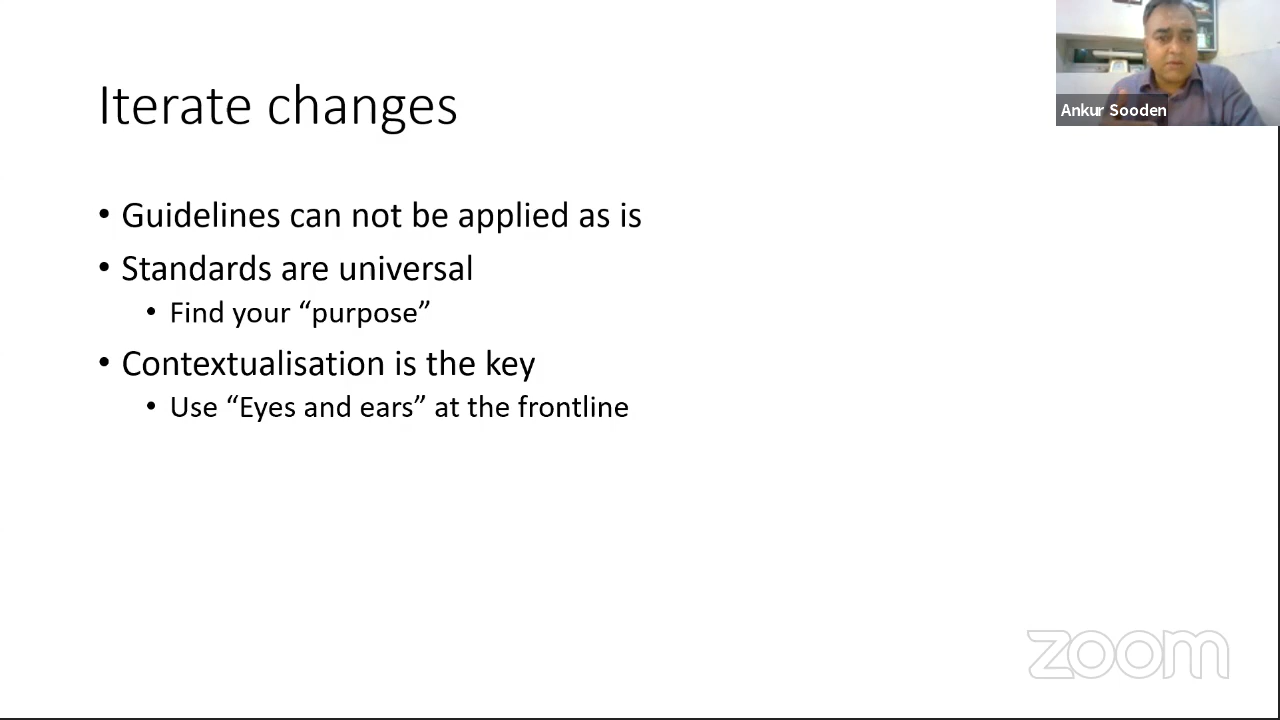 Iterate changes
Ankur Sooden
• Guidelines can not be applied as is
• Standards are universal
• Find your “purpose”
• Contextualisation is the key
• Use “Eyes and ears” at the frontline
zoom